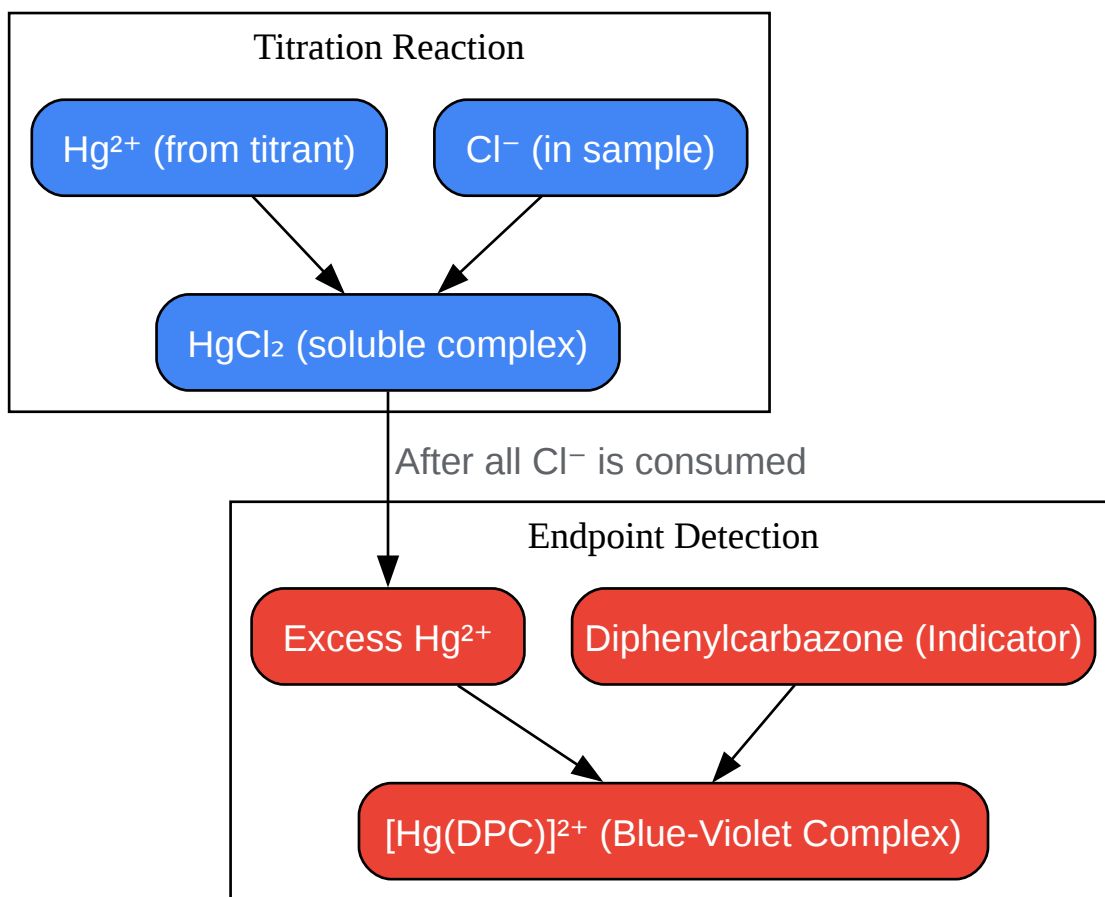 Titration Reaction
Hg²⁺ (from titrant)
Cl⁻ (in sample)
HgCl₂ (soluble complex)
After all Cl⁻ is consumed
Endpoint Detection
Excess Hg²⁺
Diphenylcarbazone (Indicator)
[Hg(DPC)]²⁺ (Blue-Violet Complex)